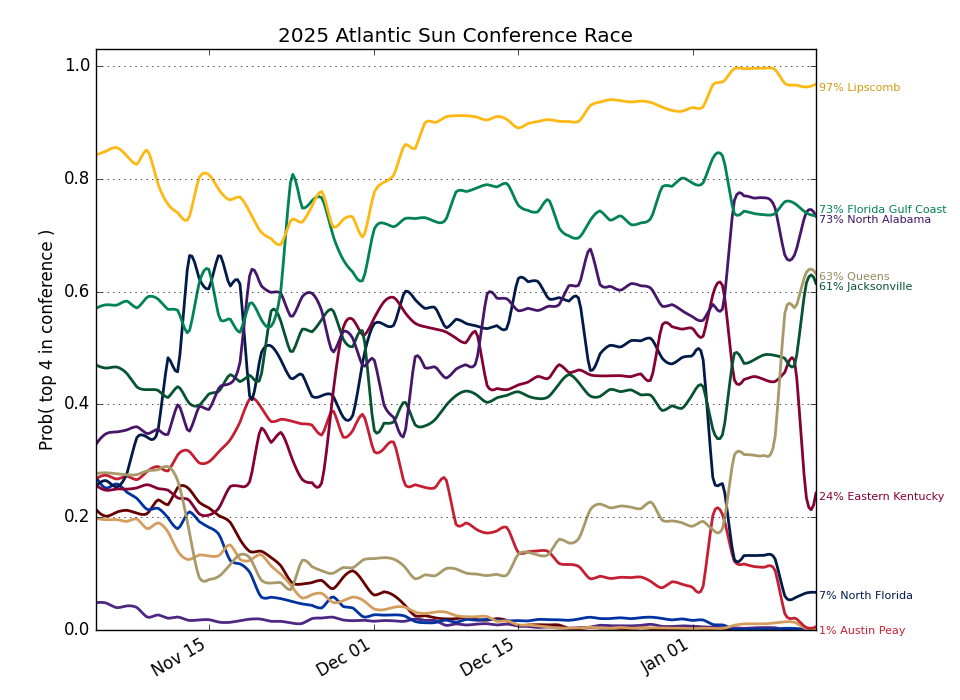 2025 Atlantic Sun Conference Race
Prob( top 4 in conference )
1.0
0.8
0.6
0.4
0.2
0.0
Nov 15
Dec 01
Dec 15
Jan 01
97% Lipscomb
73% Florida Gulf Coast
73% North Alabama
63% Queens
61% Jacksonville
24% Eastern Kentucky
7% North Florida
1% Austin Peay